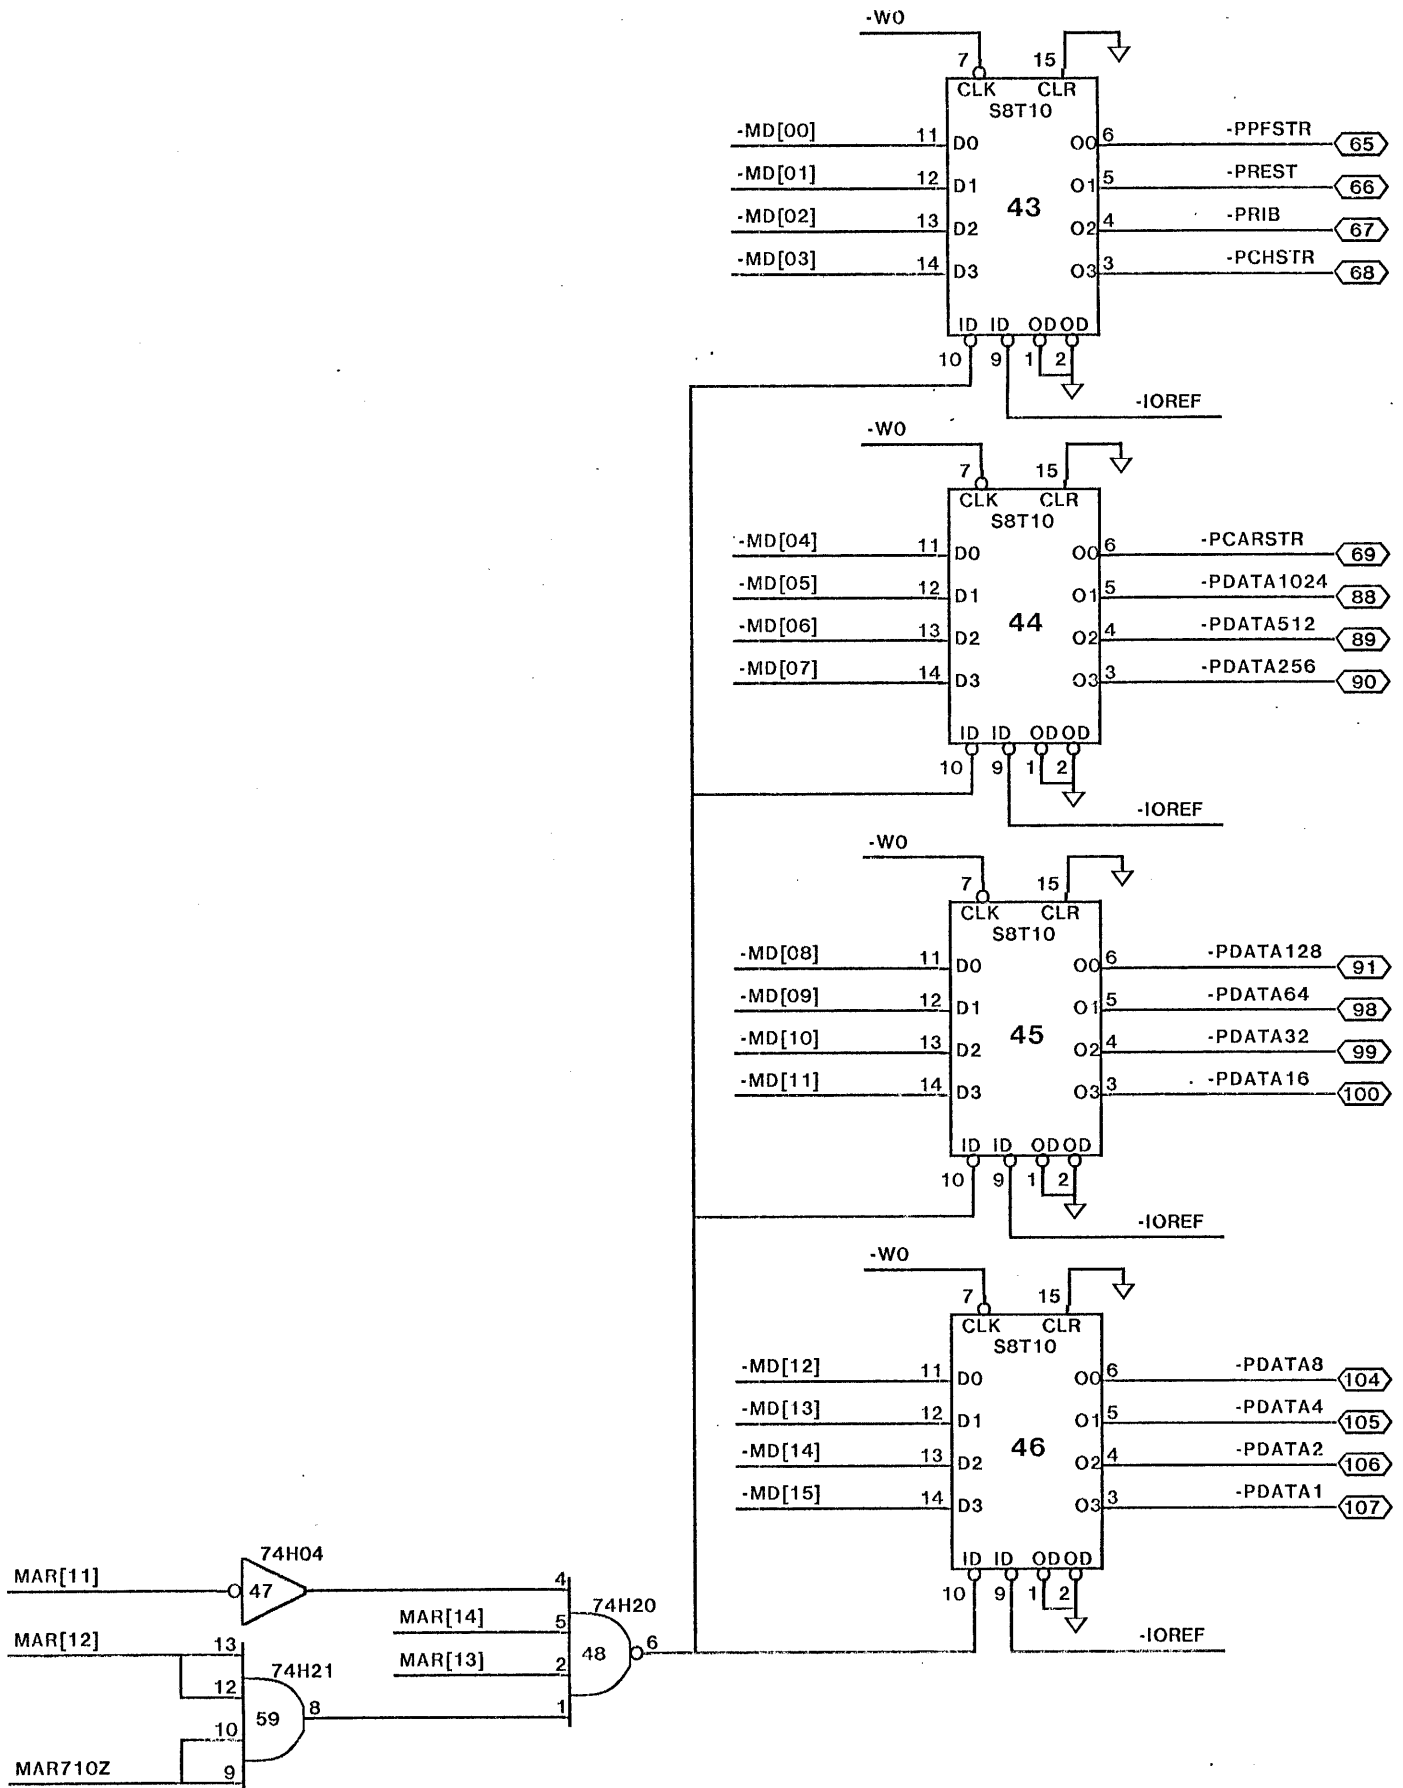 -W0
7 15
CLK CLR
S8T10
-MD[00] 11 D0 O0 6 -PPFSTR 65
-MD[01] 12 D1 O1 5 -PREST 66
43
-MD[02] 13 D2 O2 4 -PRIB 67
-MD[03] 14 D3 O3 3 -PCHSTR 68
ID ID OD OD
10 9 1 2
-IOREF
-W0
7 15
CLK CLR
S8T10
-MD[04] 11 D0 O0 6 -PCARSTR 69
-MD[05] 12 D1 O1 5 -PDATA1024 88
44
-MD[06] 13 D2 O2 4 -PDATA512 89
-MD[07] 14 D3 O3 3 -PDATA256 90
ID ID OD OD
10 9 1 2
-IOREF
-W0
7 15
CLK CLR
S8T10
-MD[08] 11 D0 O0 6 -PDATA128 91
-MD[09] 12 D1 O1 5 -PDATA64 98
45
-MD[10] 13 D2 O2 4 -PDATA32 99
-MD[11] 14 D3 O3 3 -PDATA16 100
ID ID OD OD
10 9 1 2
-IOREF
-W0
7 15
CLK CLR
S8T10
-MD[12] 11 D0 O0 6 -PDATA8 104
-MD[13] 12 D1 O1 5 -PDATA4 105
46
-MD[14] 13 D2 O2 4 -PDATA2 106
-MD[15] 14 D3 O3 3 -PDATA1 107
ID ID OD OD
10 9 1 2
-IOREF
74H04
MAR[11] 47 4
74H20
MAR[14] 5
MAR[12] 13
48 6
MAR[13] 2
74H21
12
59 8 1
10
MAR710Z 9